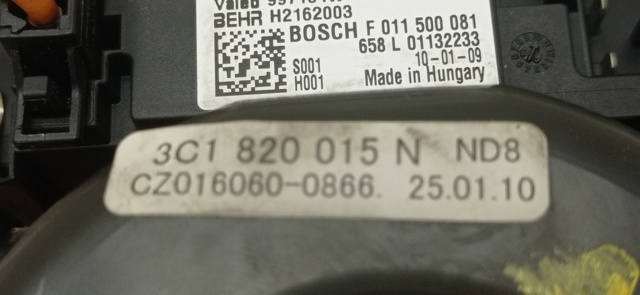 Valeo
BEHR H2162003
BOSCH F 011 500 081
658 L 01132233
S001 10-01-09
H001 Made in Hungary
3C1 820 015 N ND8
CZ016060-0866. 25.01.10